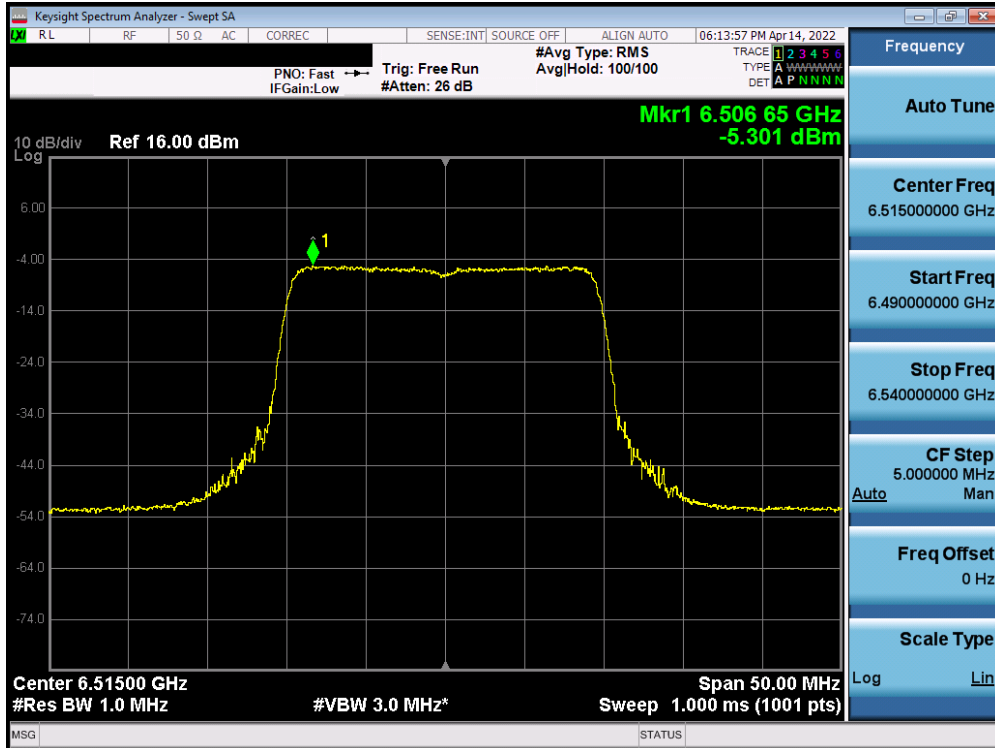 Keysight Spectrum Analyzer - Swept SA
LXI RL RF 50 Ω AC CORREC SENSE:INT SOURCE OFF ALIGN AUTO 06:13:57 PM Apr 14, 2022
PNO: Fast
IFGain:Low
Trig: Free Run
#Atten: 26 dB
#Avg Type: RMS
Avg|Hold: 100/100
TRACE 1 2 3 4 5 6
TYPE A WWWWW
DET A P N N N N
Mkr1 6.506 65 GHz
-5.301 dBm
10 dB/div Ref 16.00 dBm
Log
6.00
-4.00
-14.0
-24.0
-34.0
-44.0
-54.0
-64.0
-74.0
1
Center 6.51500 GHz
#Res BW 1.0 MHz
#VBW 3.0 MHz*
Span 50.00 MHz
Sweep 1.000 ms (1001 pts)
MSG
STATUS
Frequency
Auto Tune
Center Freq
6.515000000 GHz
Start Freq
6.490000000 GHz
Stop Freq
6.540000000 GHz
CF Step
5.000000 MHz
Auto Man
Freq Offset
0 Hz
Scale Type
Log Lin